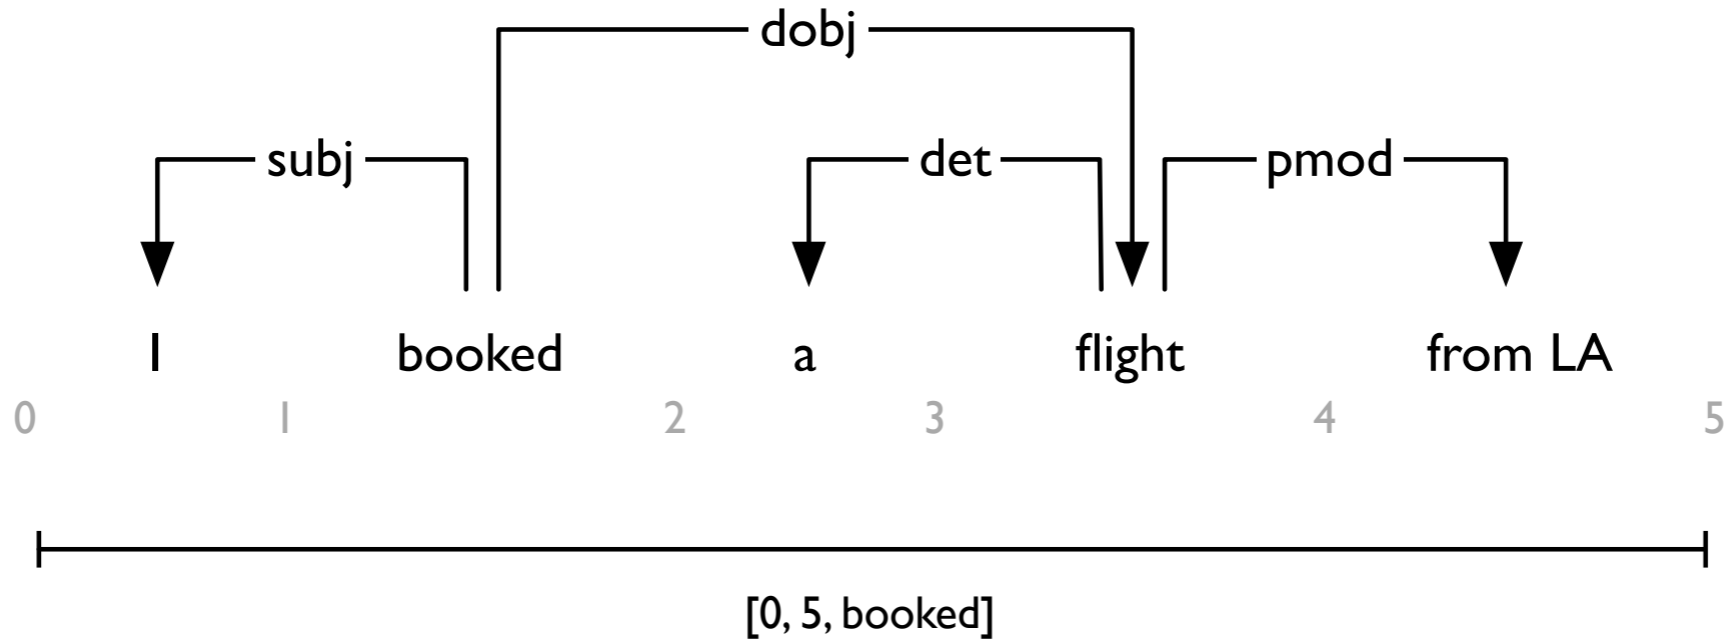 dobj
subj det pmod
I booked a flight from LA
0 1 2 3 4 5
[0, 5, booked]